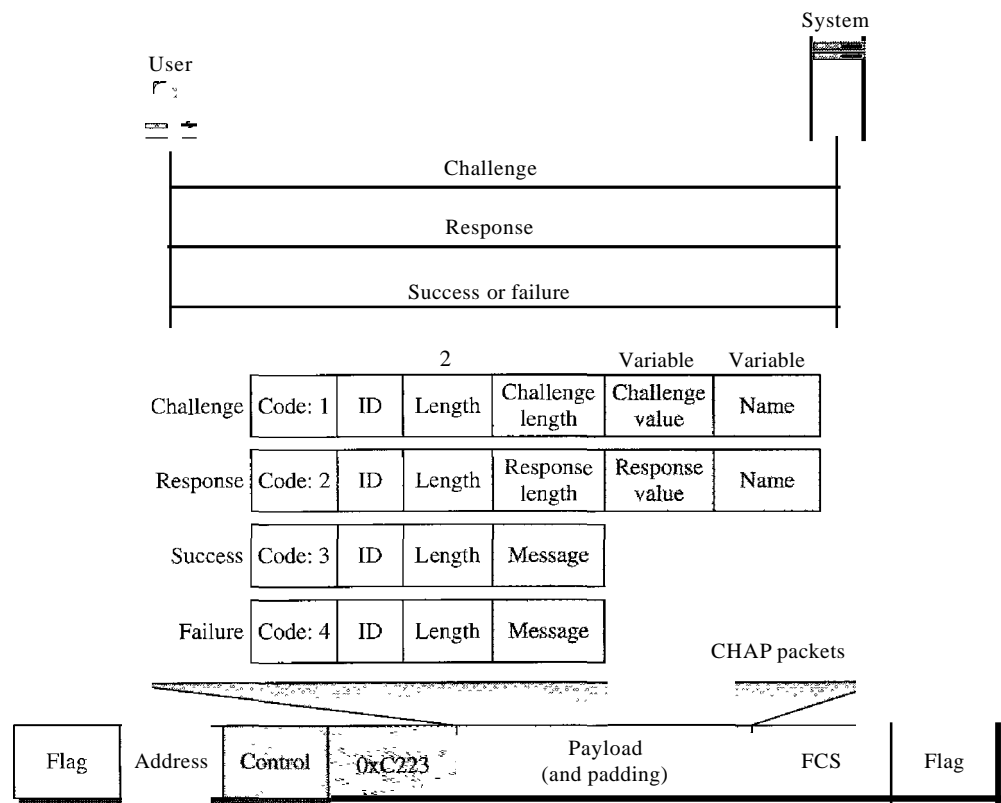 System
User
Challenge
Response
Success or failure
2 Variable Variable
Challenge Code: 1 ID Length Challenge length Challenge value Name
Response Code: 2 ID Length Response length Response value Name
Success Code: 3 ID Length Message
Failure Code: 4 ID Length Message
CHAP packets
Flag Address Control 0xC223 Payload (and padding) FCS Flag